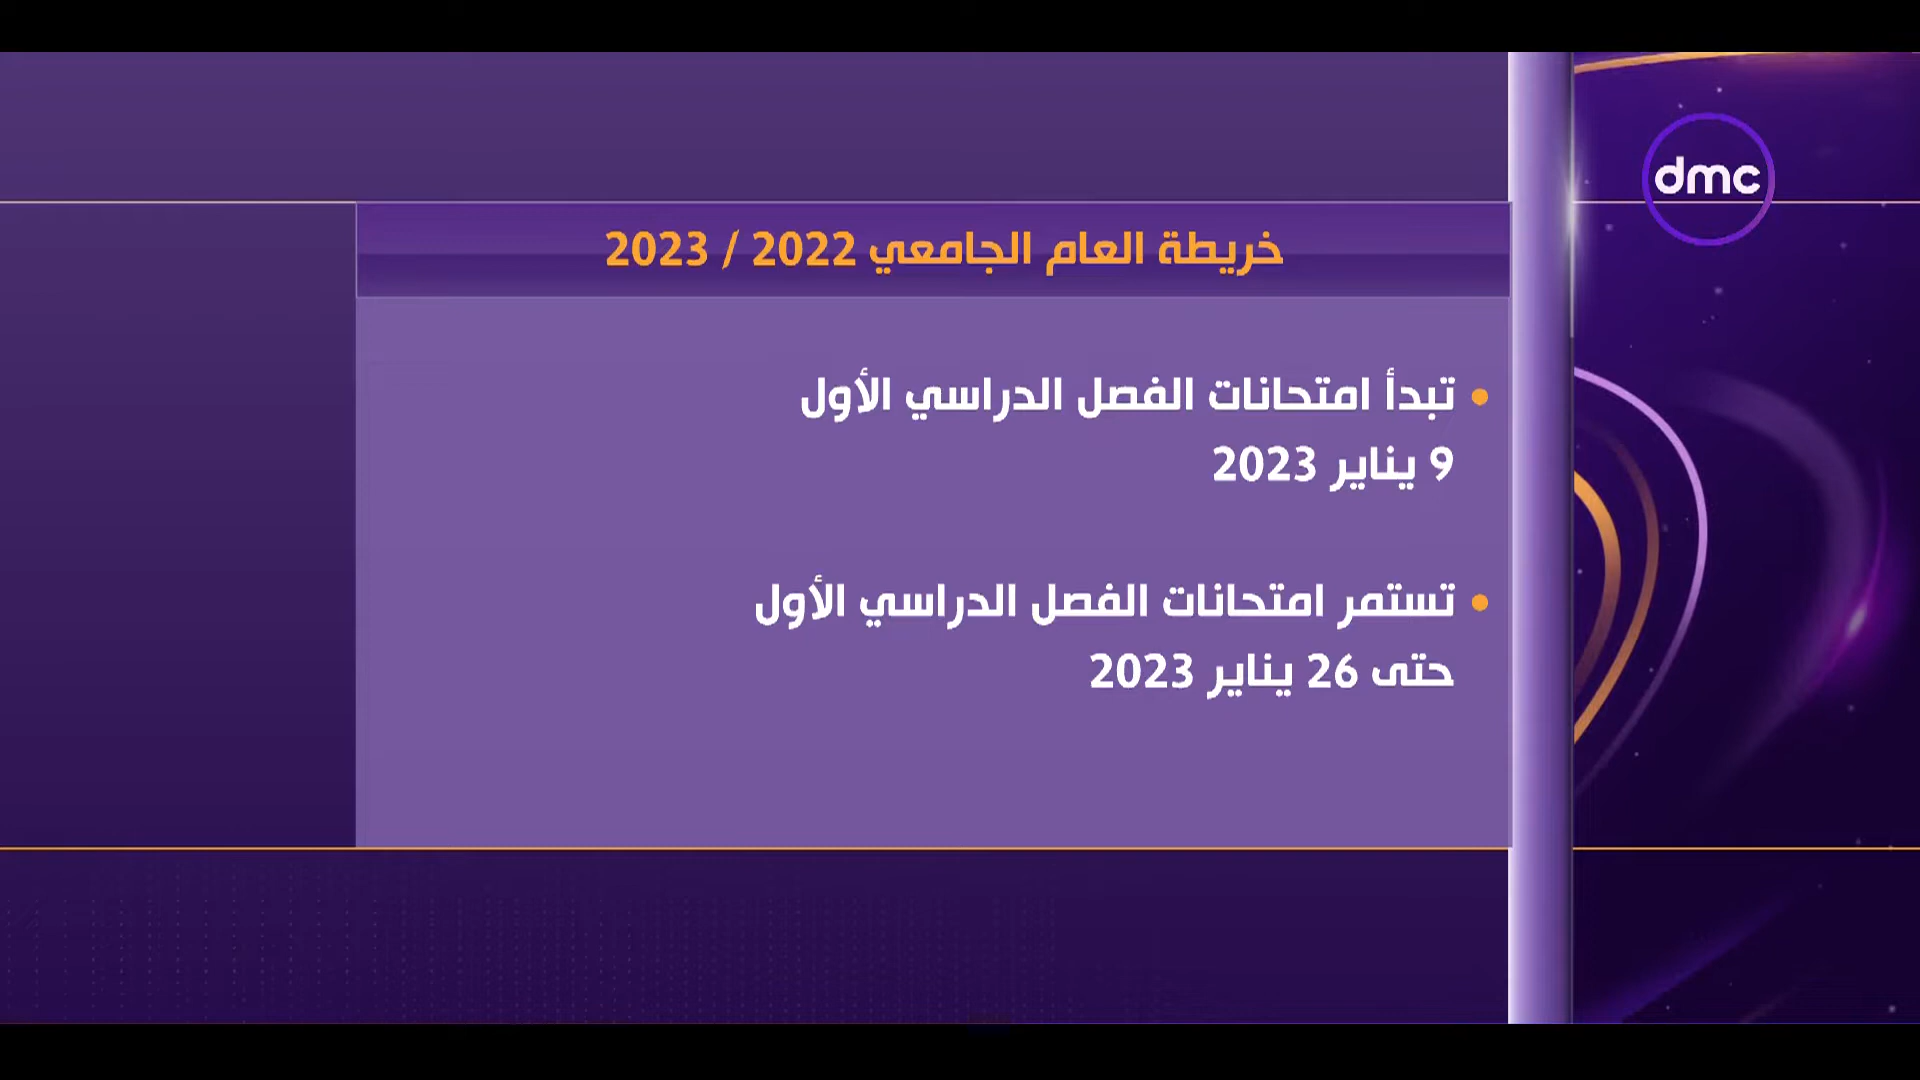 dmc
خريطة العام الجامعي 2022 / 2023
• تبدأ امتحانات الفصل الدراسي الأول
9 يناير 2023
• تستمر امتحانات الفصل الدراسي الأول
حتى 26 يناير 2023